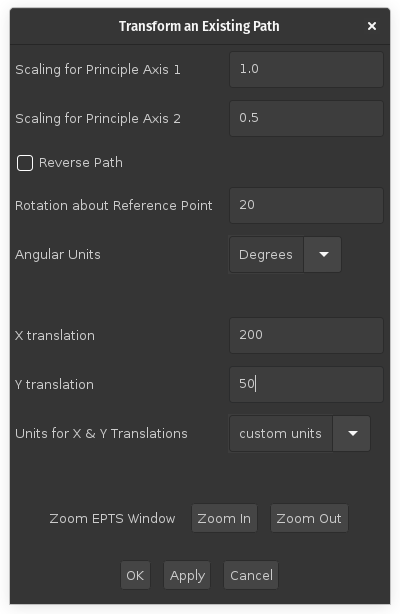 Transform an Existing Path ×
Scaling for Principle Axis 1 1.0
Scaling for Principle Axis 2 0.5
Reverse Path
Rotation about Reference Point 20
Angular Units Degrees
X translation 200
Y translation 50
Units for X & Y Translations custom units
Zoom EPTS Window Zoom In Zoom Out
OK Apply Cancel